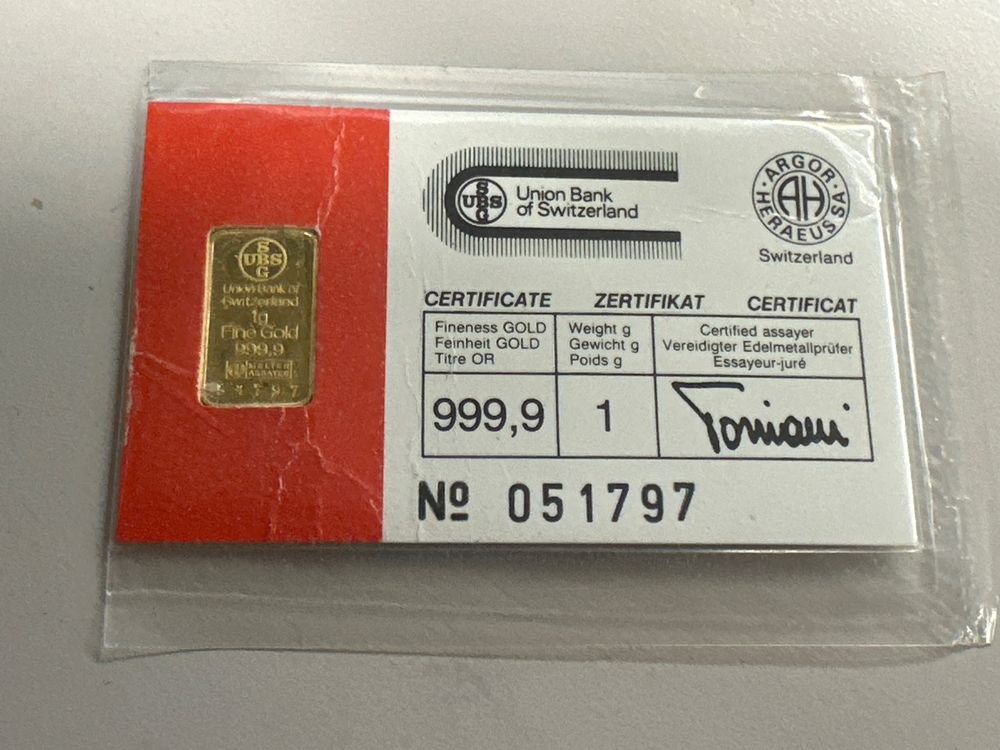 S
UBS
G
Union Bank of
Switzerland
1g
Fine Gold
999,9
MELTER
ASSAYER
S
UBS
G
Union Bank
of Switzerland
ARGOR
HERAEUS SA
AH
Switzerland
CERTIFICATE ZERTIFIKAT CERTIFICAT
Fineness GOLD
Feinheit GOLD
Titre OR
Weight g
Gewicht g
Poids g
Certified assayer
Vereidigter Edelmetallprüfer
Essayeur-juré
999,9
1
№ 051797